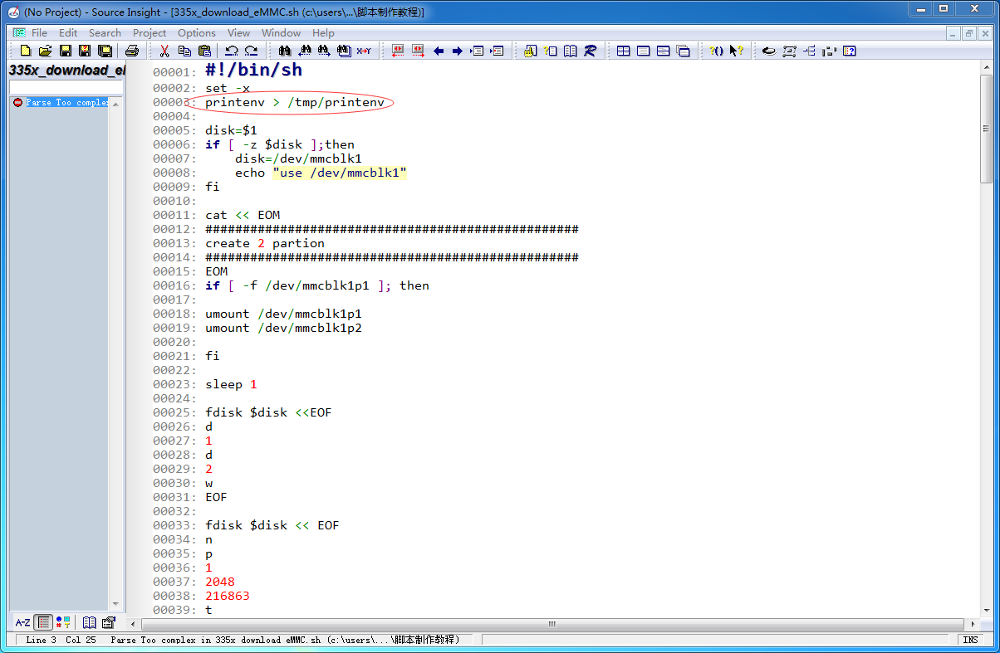 (No Project) - Source Insight - [335x_download_eMMC.sh (c:\users\...\脚本制作教程)]
File Edit Search Project Options View Window Help
335x_download_e
Parse Too comple
00001: #!/bin/sh
00002: set -x
00003: printenv > /tmp/printenv
00004:
00005: disk=$1
00006: if [ -z $disk ];then
00007: disk=/dev/mmcblk1
00008: echo "use /dev/mmcblk1"
00009: fi
00010:
00011: cat << EOM
00012: ##################################################
00013: create 2 partion
00014: ##################################################
00015: EOM
00016: if [ -f /dev/mmcblk1p1 ]; then
00017:
00018: umount /dev/mmcblk1p1
00019: umount /dev/mmcblk1p2
00020:
00021: fi
00022:
00023: sleep 1
00024:
00025: fdisk $disk <<EOF
00026: d
00027: 1
00028: d
00029: 2
00030: w
00031: EOF
00032:
00033: fdisk $disk << EOF
00034: n
00035: p
00036: 1
00037: 2048
00038: 216863
00039: t
A-Z
Line 3 Col 25 Parse Too complex in 335x_download_eMMC.sh (c:\users\...\脚本制作教程) INS